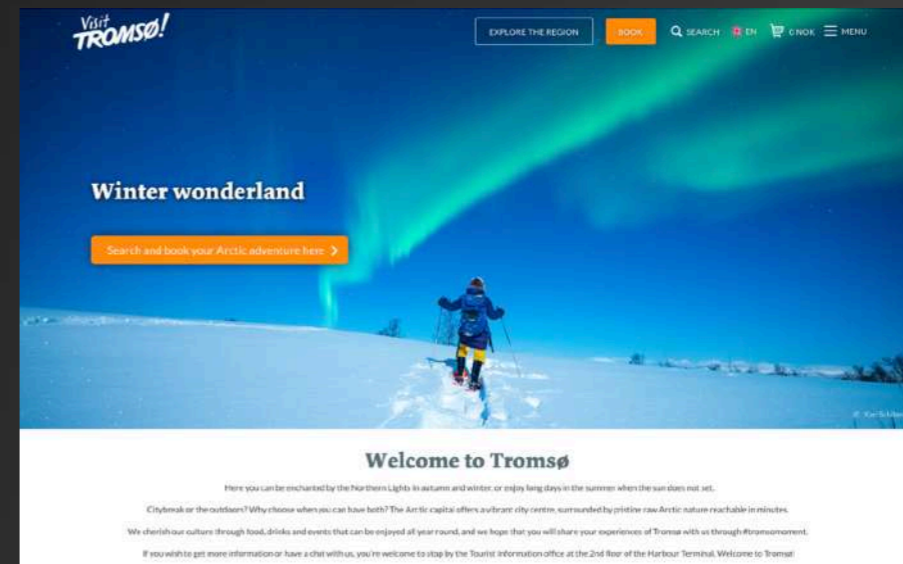 Visit
TROMSØ!
EXPLORE THE REGION
BOOK
SEARCH
EN
0 NOK
MENU
Winter wonderland
Search and book your Arctic adventure here
Welcome to Tromsø
Here you can be enchanted by the Northern Lights in autumn and winter, or enjoy long days in the summer when the sun does not set.
Citybreak or the outdoors? Why choose when you can have both? The Arctic capital offers a vibrant city centre, surrounded by pristine raw Arctic nature reachable in minutes.
We cherish our culture through food, drinks and events that can be enjoyed all year round, and we hope that you will share your experiences of Tromsø with us through #tromsomoment.
If you wish to get more information or have a chat with us, you're welcome to stop by the Tourist Information office at the 2nd floor of the Harbour Terminal. Welcome to Tromsø!